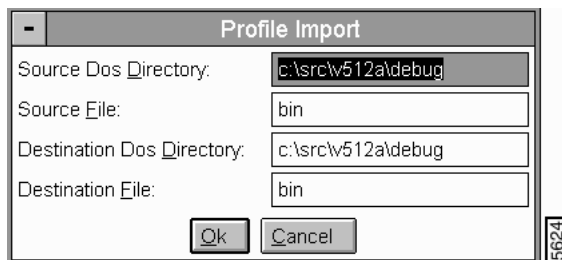 Profile Import
Source Dos Directory: c:\src\v512a\debug
Source File: bin
Destination Dos Directory: c:\src\v512a\debug
Destination File: bin
Ok Cancel
5624